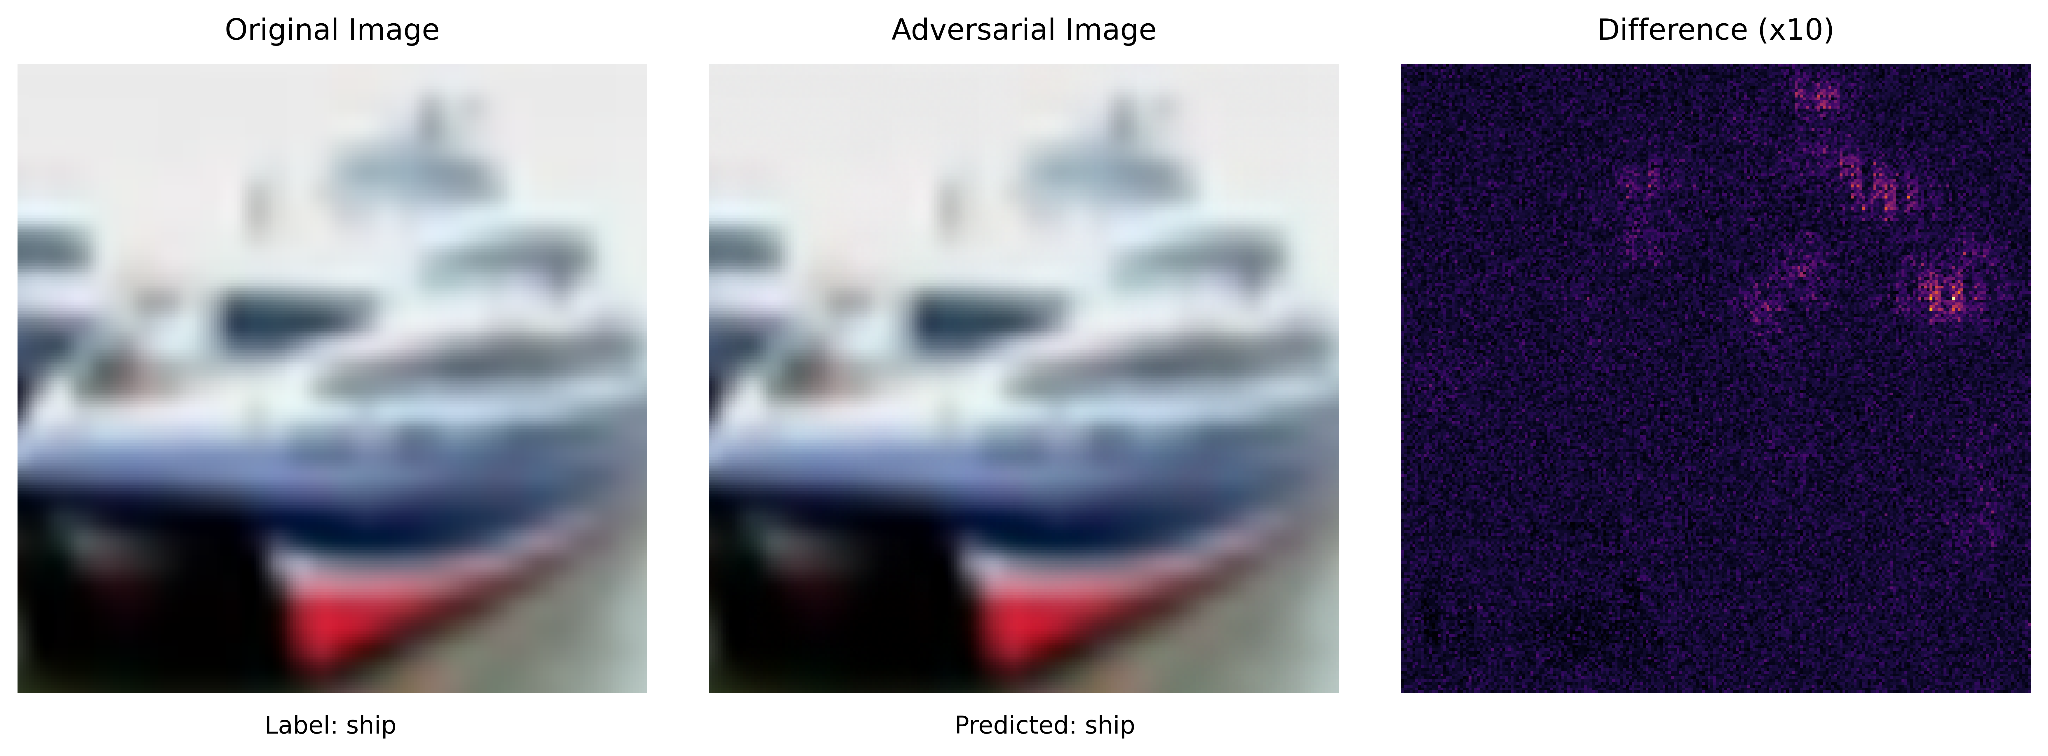 Original Image
Adversarial Image
Difference (x10)
Label: ship
Predicted: ship